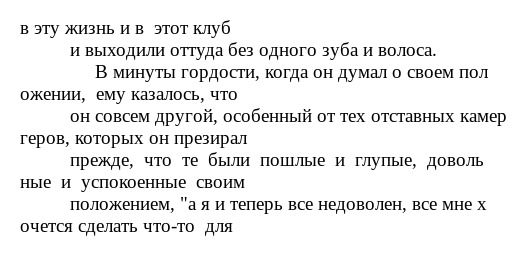 в эту жизнь и в  этот клуб
и выходили оттуда без одного зуба и волоса.
В минуты гордости, когда он думал о своем пол
ожении,  ему казалось, что
он совсем другой, особенный от тех отставных камер
геров, которых он презирал
прежде,  что  те  были  пошлые  и  глупые,  доволь
ные  и  успокоенные  своим
положением, "а я и теперь все недоволен, все мне х
очется сделать что-то  для